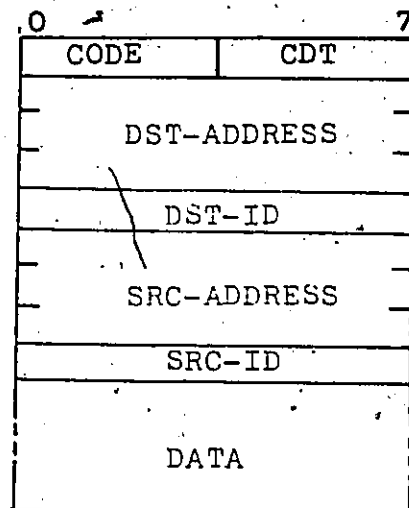 0 7
CODE CDT
DST-ADDRESS
DST-ID
SRC-ADDRESS
SRC-ID
DATA